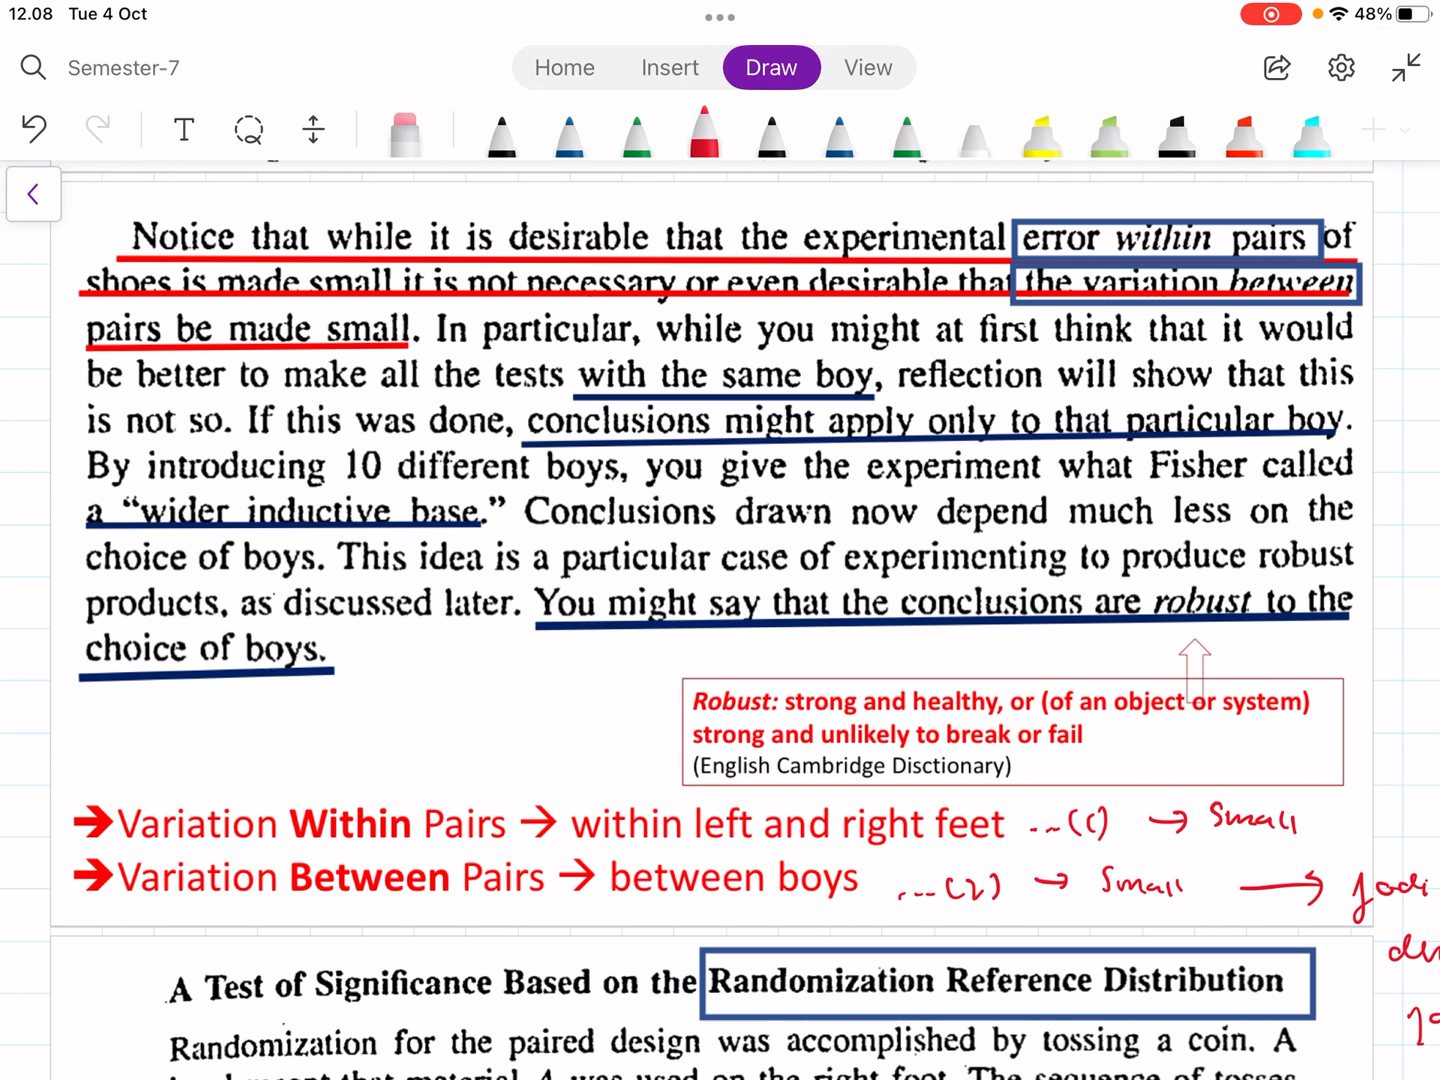 12.08 Tue 4 Oct
48%
Semester-7
Home Insert Draw View
T
Notice that while it is desirable that the experimental error within pairs of
shoes is made small it is not necessary or even desirable that the variation between
pairs be made small. In particular, while you might at first think that it would
be better to make all the tests with the same boy, reflection will show that this
is not so. If this was done, conclusions might apply only to that particular boy.
By introducing 10 different boys, you give the experiment what Fisher called
a “wider inductive base.” Conclusions drawn now depend much less on the
choice of boys. This idea is a particular case of experimenting to produce robust
products, as discussed later. You might say that the conclusions are robust to the
choice of boys.
Robust: strong and healthy, or (of an object or system)
strong and unlikely to break or fail
(English Cambridge Disctionary)
➔Variation Within Pairs → within left and right feet ...(1) → Small
➔Variation Between Pairs → between boys ...(2) → Small → Jadi
A Test of Significance Based on the Randomization Reference Distribution
Randomization for the paired design was accomplished by tossing a coin. A